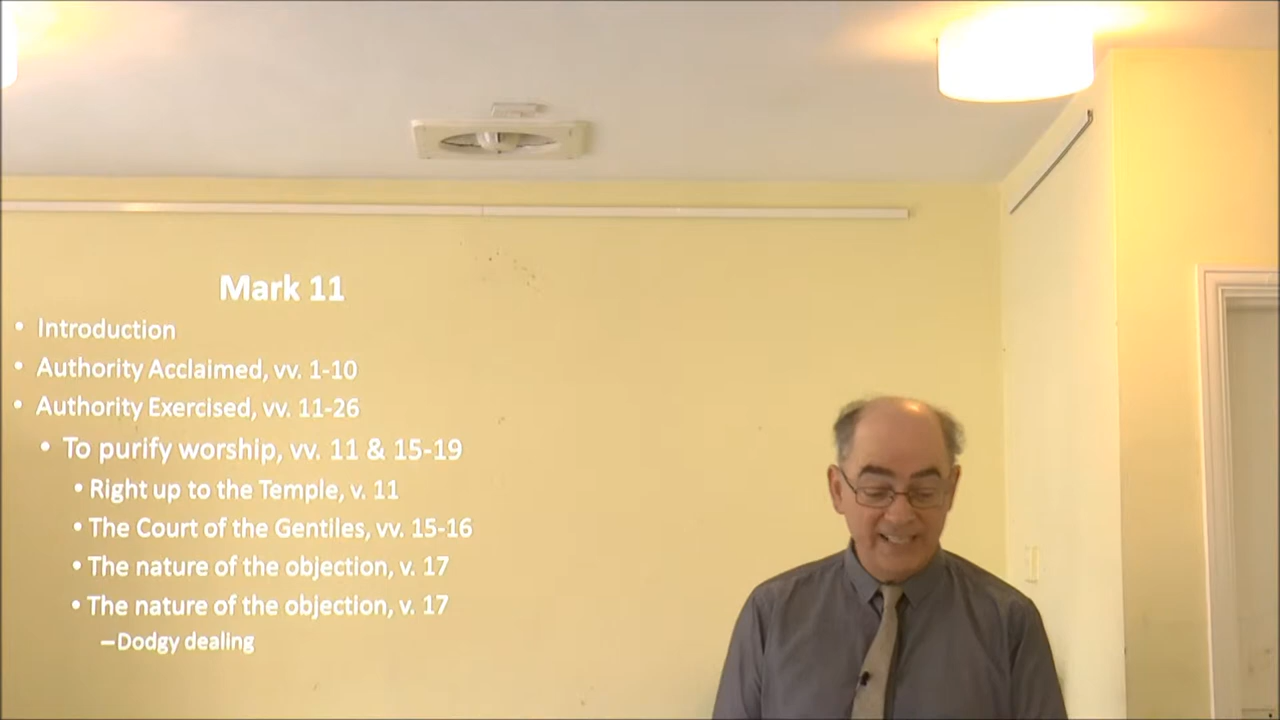 Mark 11
• Introduction
• Authority Acclaimed, vv. 1-10
• Authority Exercised, vv. 11-26
• To purify worship, vv. 11 & 15-19
• Right up to the Temple, v. 11
• The Court of the Gentiles, vv. 15-16
• The nature of the objection, v. 17
• The nature of the objection, v. 17
–Dodgy dealing